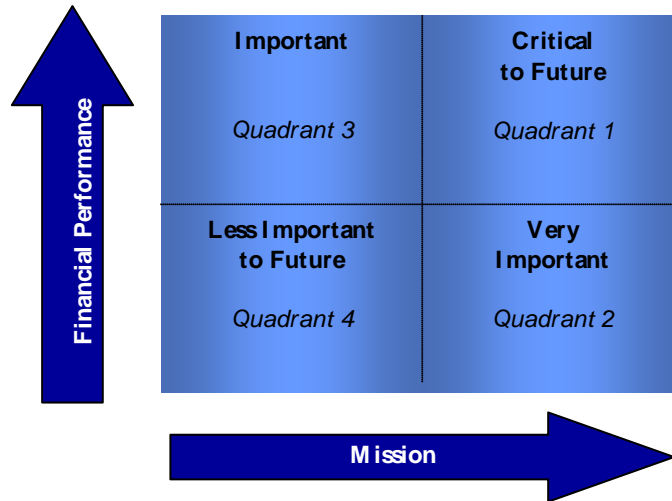 Financial Performance
Important
Quadrant 3
Critical
to Future
Quadrant 1
Less Important
to Future
Quadrant 4
Very
Important
Quadrant 2
Mission